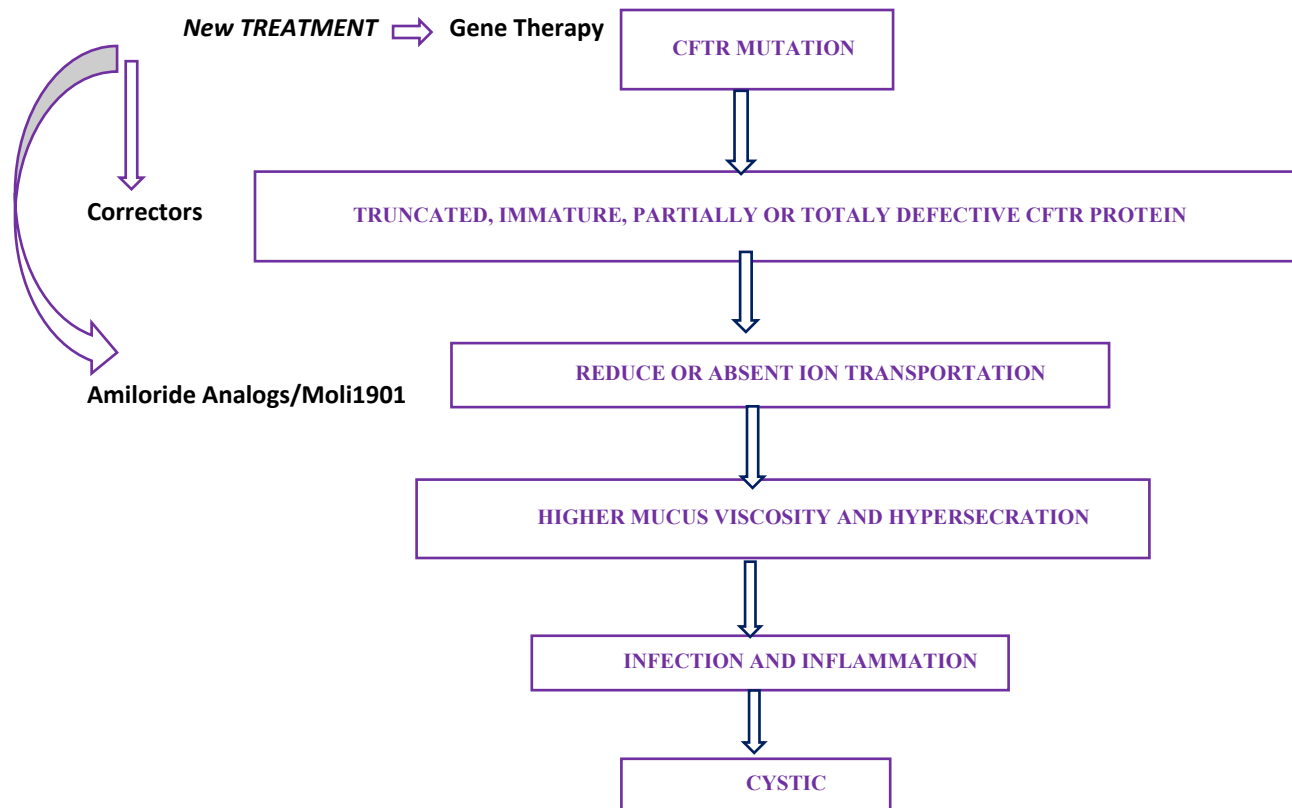 New TREATMENT Gene Therapy
CFTR MUTATION
Correctors
TRUNCATED, IMMATURE, PARTIALLY OR TOTALY DEFECTIVE CFTR PROTEIN
REDUCE OR ABSENT ION TRANSPORTATION
Amiloride Analogs/Moli1901
HIGHER MUCUS VISCOSITY AND HYPERSECRATION
INFECTION AND INFLAMMATION
CYSTIC